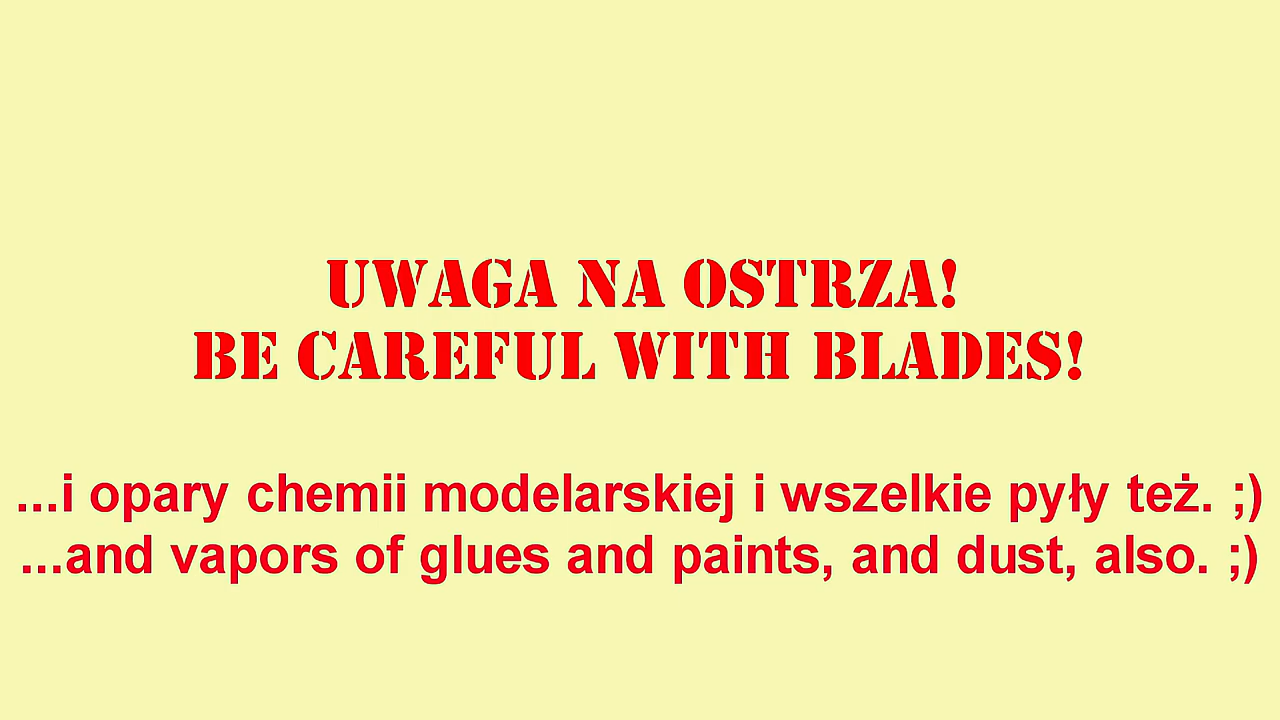 UWAGA NA OSTRZA!
BE CAREFUL WITH BLADES!
...i opary chemii modelarskiej i wszelkie pyły też. ;)
...and vapors of glues and paints, and dust, also. ;)